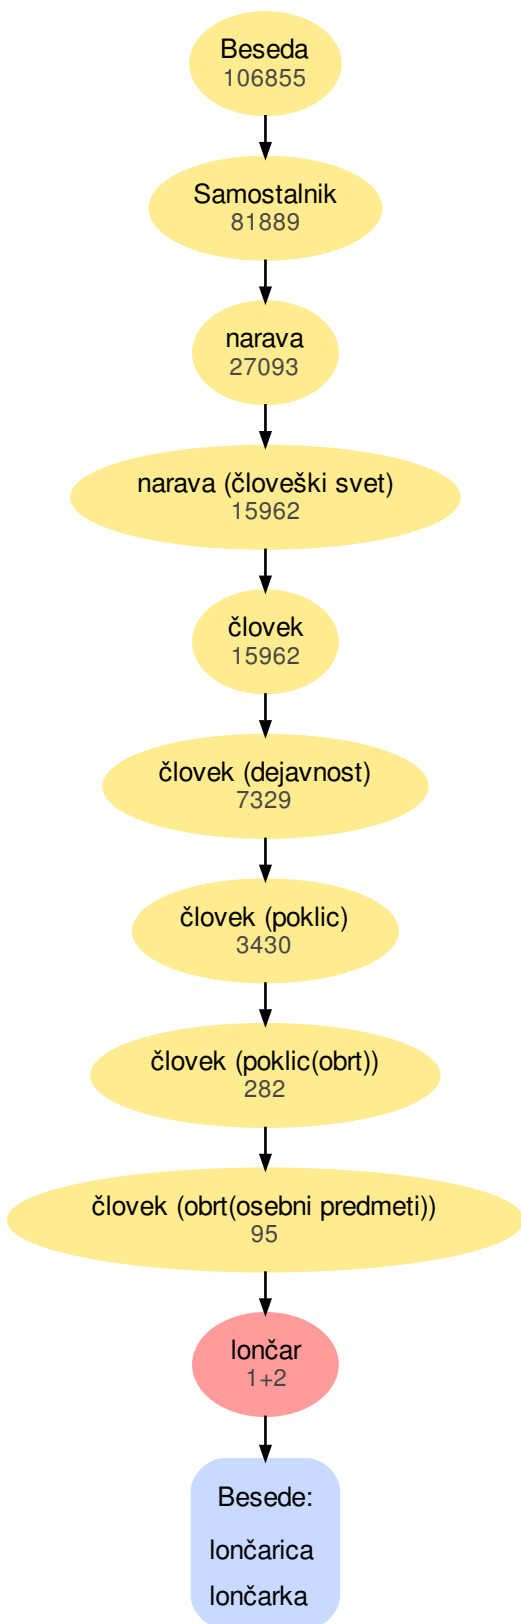 Beseda
106855
Samostalnik
81889
narava
27093
narava (človeški svet)
15962
človek
15962
človek (dejavnost)
7329
človek (poklic)
3430
človek (poklic(obrt))
282
človek (obrt(osebni predmeti))
95
lončar
1+2
Besede:
lončarica
lončarka